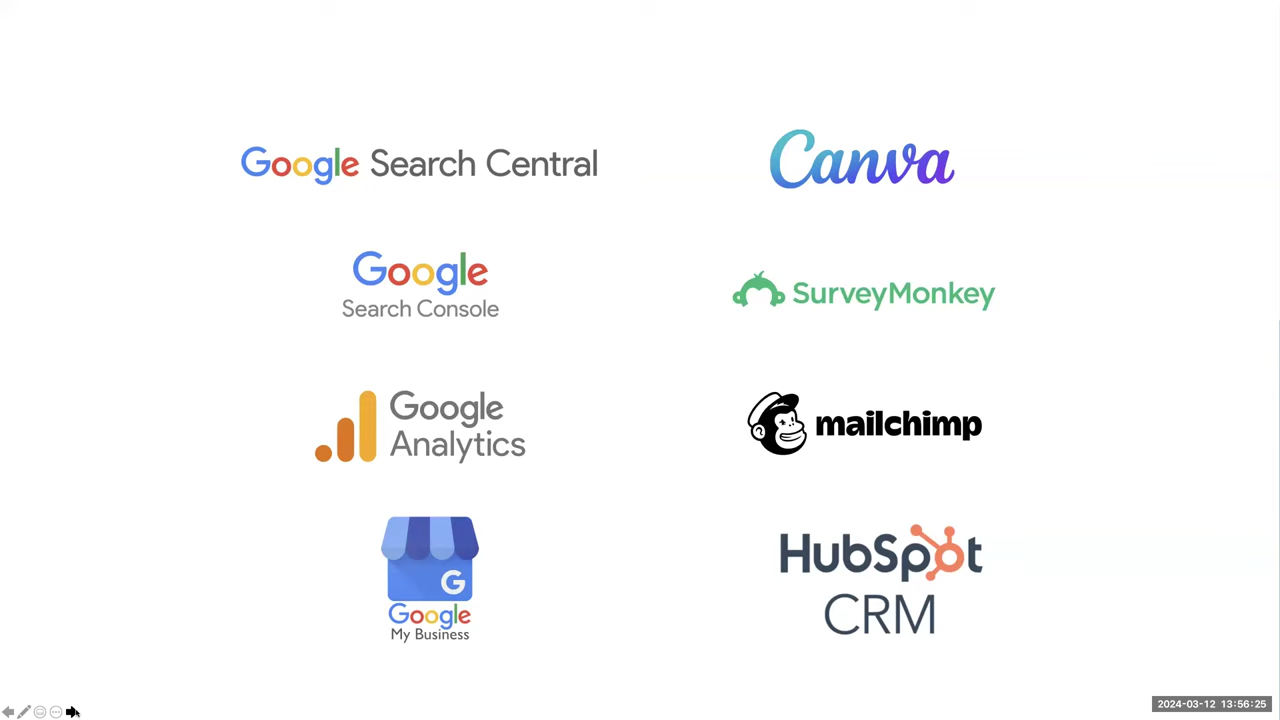 Google Search Central
Canva
Google
Search Console
SurveyMonkey
Google
Analytics
mailchimp
G
Google
My Business
HubSpot
CRM
2024-03-12 13:56:25